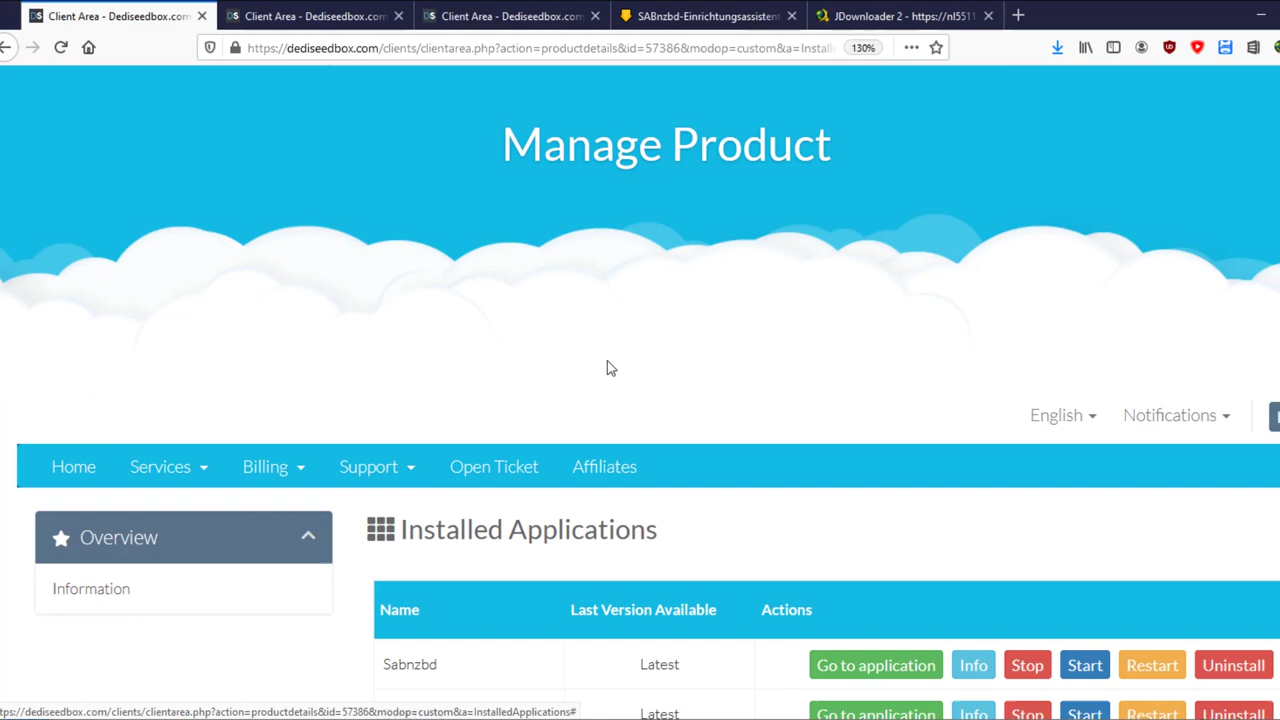 Client Area - Dediseedbox.com
Client Area - Dediseedbox.com
Client Area - Dediseedbox.com
SABnzbd-Einrichtungsassistent
JDownloader 2 - https://nl5511
https://dediseedbox.com/clients/clientarea.php?action=productdetails&id=57386&modop=custom&a=Install
130%
Manage Product
English
Notifications
Home
Services
Billing
Support
Open Ticket
Affiliates
Overview
Information
Installed Applications
Name
Last Version Available
Actions
Sabnzbd
Latest
Go to application
Info
Stop
Start
Restart
Uninstall
Latest
Go to application
Info
Stop
Start
Restart
Uninstall
ttps://dediseedbox.com/clients/clientarea.php?action=productdetails&id=57386&modop=custom&a=InstalledApplications#